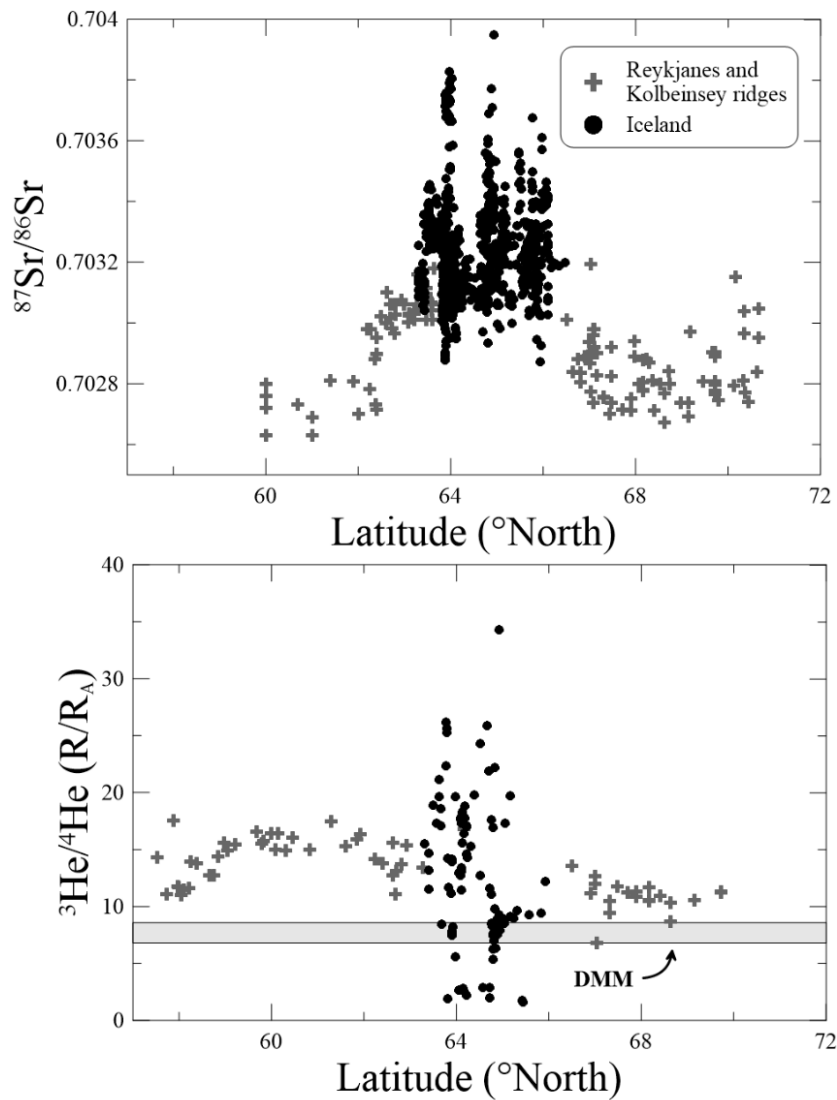 0.704
0.7036
0.7032
0.7028
⁸⁷Sr/⁸⁶Sr
Reykjanes and
Kolbeinsey ridges
Iceland
60 64 68 72
Latitude (°North)
40
30
20
10
0
³He/⁴He (R/R_A)
DMM
60 64 68 72
Latitude (°North)